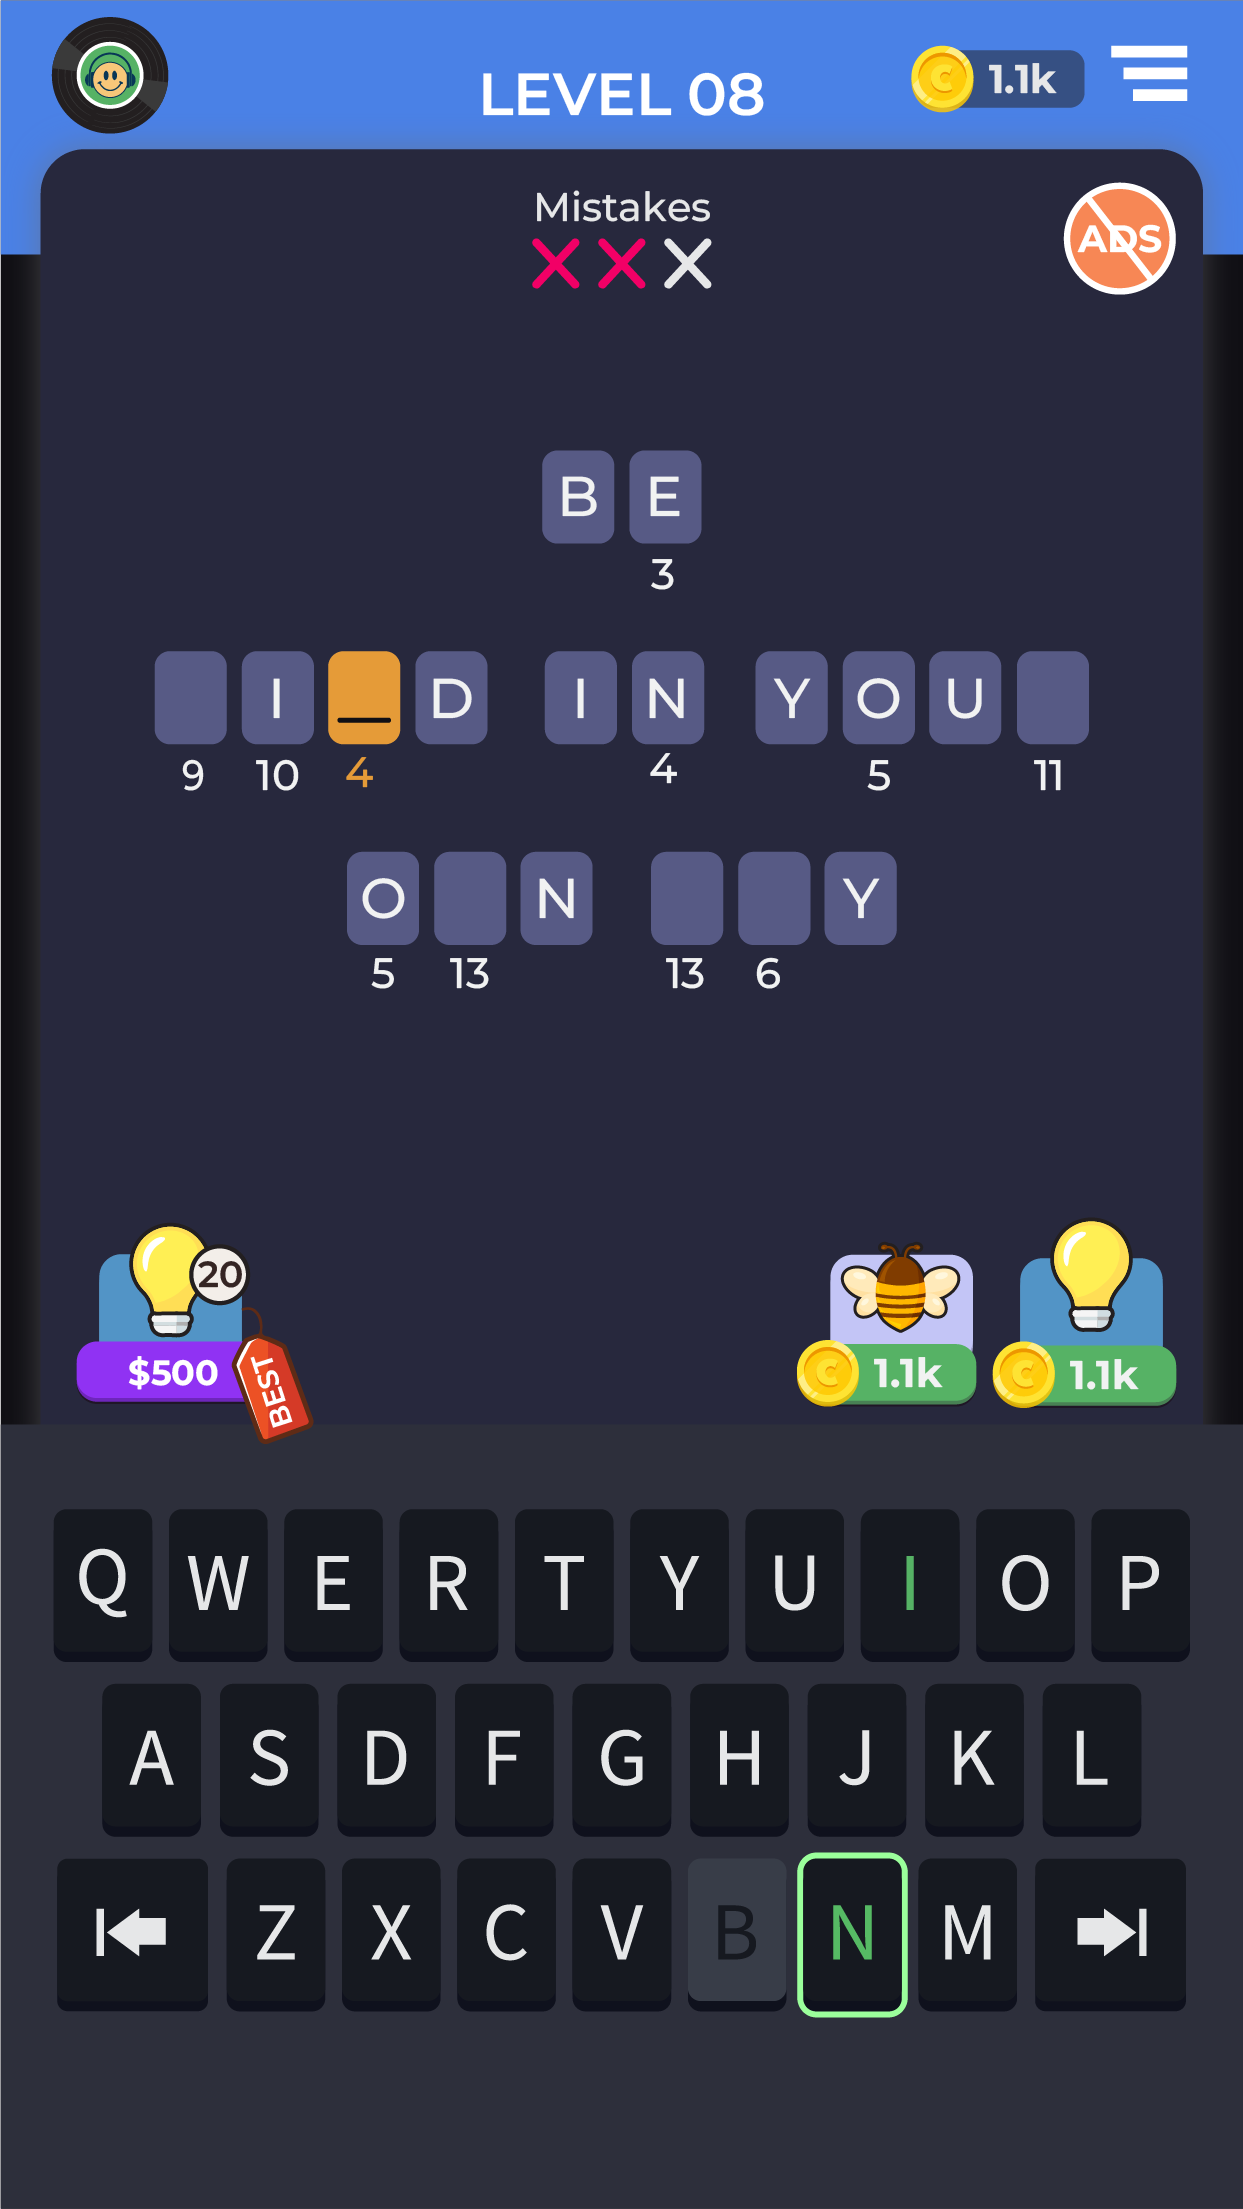 LEVEL 08
1.1k
Mistakes
ADS
B E
3
I _ D I N Y O U
9 10 4 4 5 11
O N Y
5 13 13 6
20
$500
BEST
1.1k
1.1k
Q W E R T Y U I O P
A S D F G H J K L
Z X C V B N M